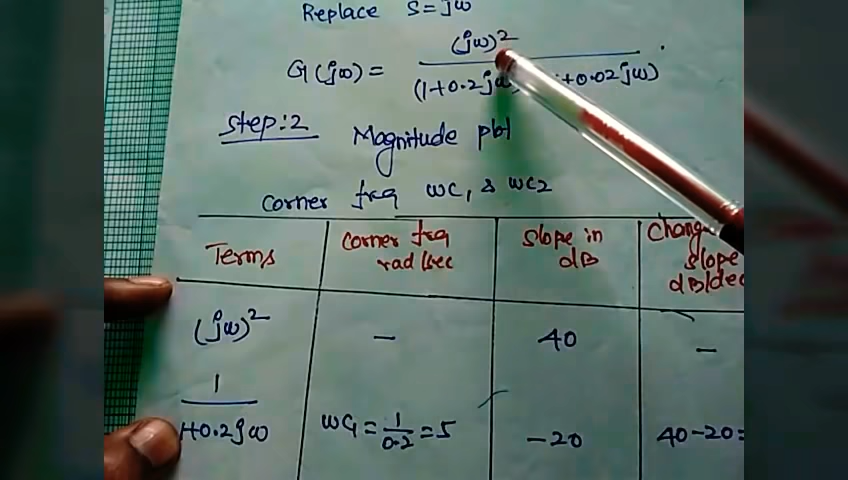 Replace S=jω
G(jω) = (jω)² / (1+0.2jω) +0.02jω)
Step:2 Magnitude plot
Corner freq ωC₁ & ωC2
Terms | Corner freq rad/sec | Slope in dB | Change slope dB/dec
(jω)² | – | 40 | –
1 / 1+0.2jω | ωC₁ = 1/0.2 = 5 | -20 | 40-20=